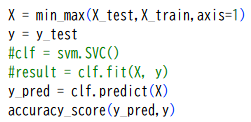 X = min_max(X_test,X_train,axis=1)
y = y_test
#clf = svm.SVC()
#result = clf.fit(X, y)
y_pred = clf.predict(X)
accuracy_score(y_pred,y)